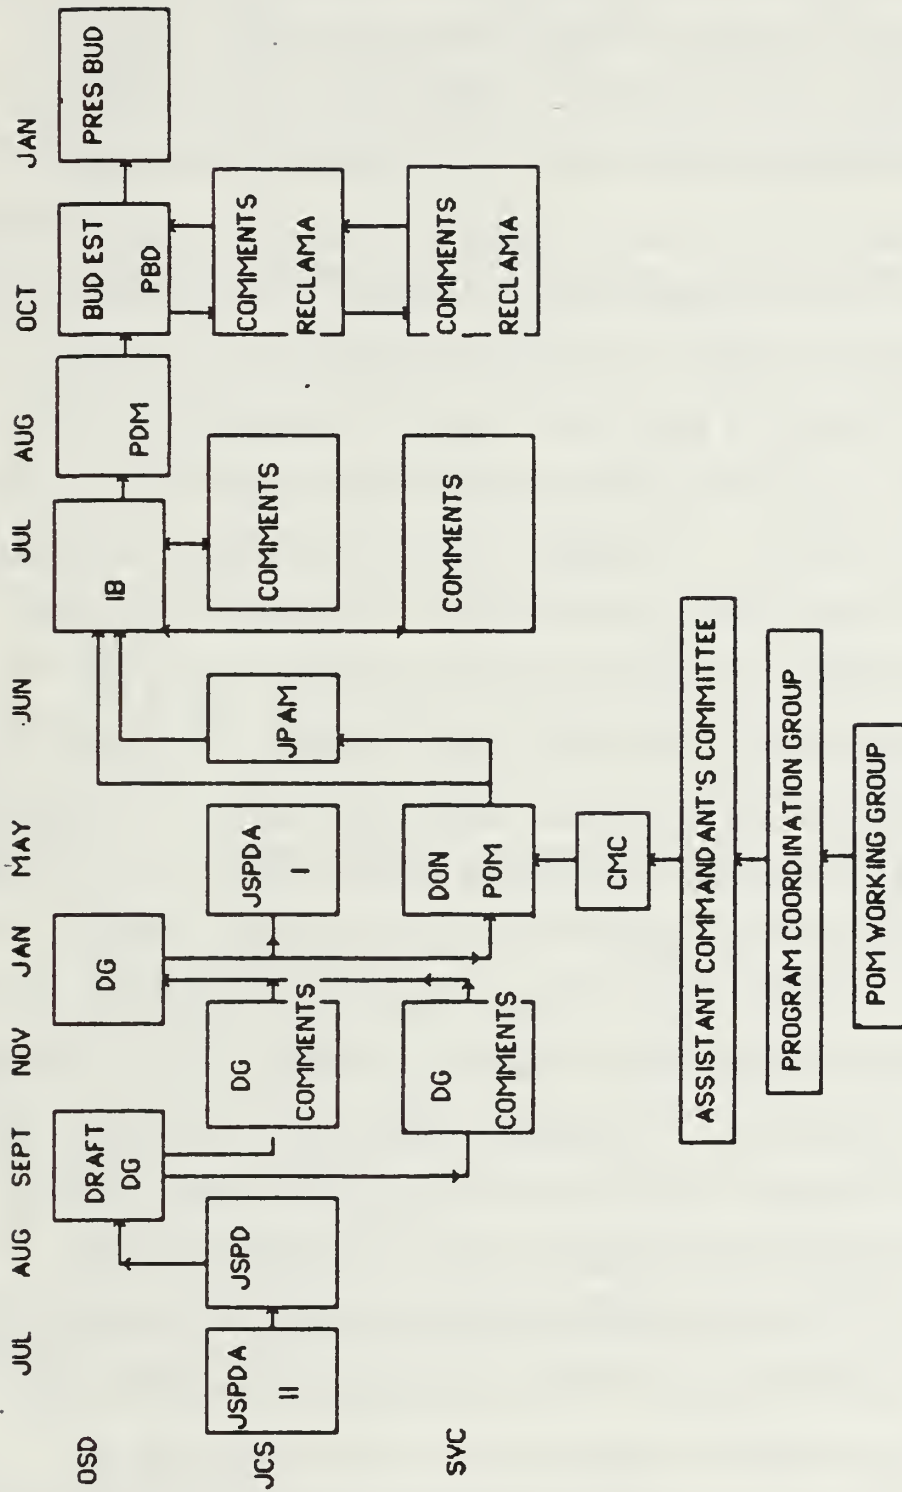 JUL AUG SEPT NOV JAN MAY JUN JUL AUG OCT JAN
OSD
DRAFT
DG
DG
IB
PDM
BUD EST
PBD
PRES BUD
JCS
JSPDA
II
JSPD
DG
COMMENTS
JSPDA
I
JPAM
COMMENTS
COMMENTS
RECLAMA
SVC
DG
COMMENTS
DON
POM
COMMENTS
COMMENTS
RECLAMA
CMC
ASSISTANT COMMANDANT'S COMMITTEE
PROGRAM COORDINATION GROUP
POM WORKING GROUP